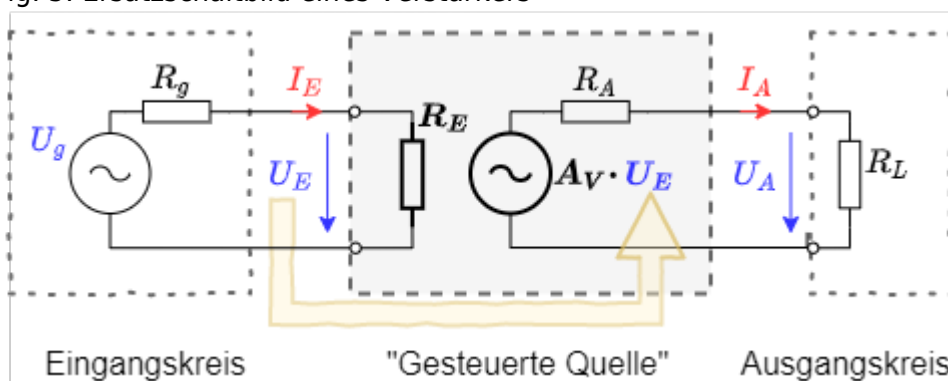 R_g I_E R_A I_A
U_g U_E R_E A_V · U_E U_A R_L
Eingangskreis "Gesteuerte Quelle" Ausgangskreis